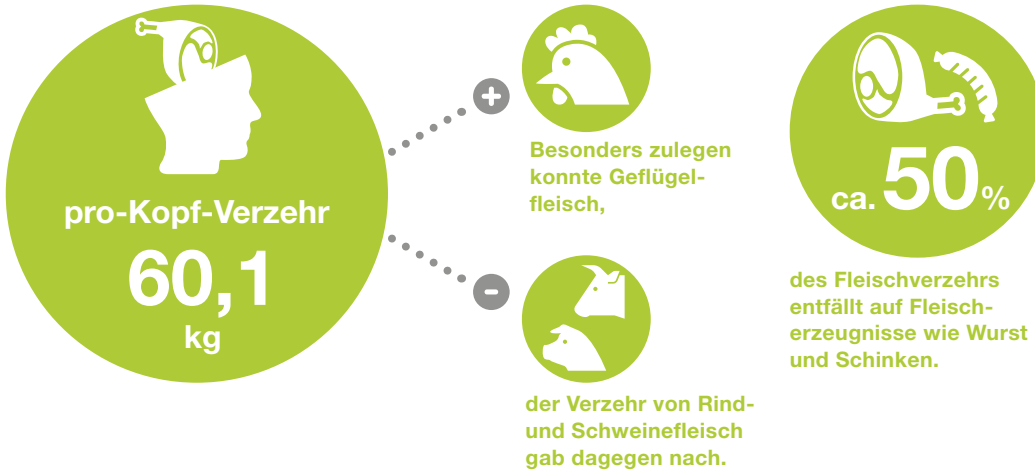 pro-Kopf-Verzehr
60,1
kg
+
Besonders zulegen
konnte Geflügel-
fleisch,
-
der Verzehr von Rind-
und Schweinefleisch
gab dagegen nach.
ca. 50%
des Fleischverzehrs
entfällt auf Fleisch-
erzeugnisse wie Wurst
und Schinken.